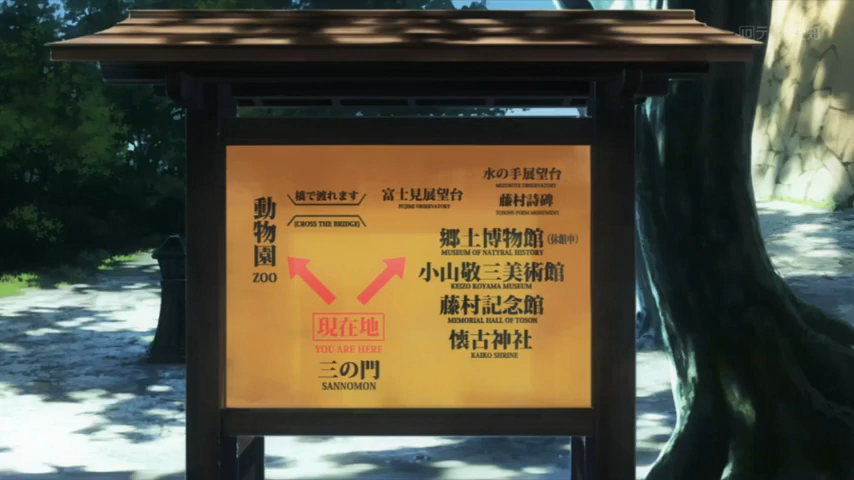 水の手展望台
MIZUNOTE OBSERVATORY
橋で渡れます
(CROSS THE BRIDGE)
富士見展望台
FUJIMI OBSERVATORY
藤村詩碑
TOSON'S POEM MONUMENT
動物園
ZOO
郷土博物館(休館中)
MUSEUM OF NATYRAL HISTORY
小山敬三美術館
KEIZO KOYAMA MUSEUM
藤村記念館
MEMORIAL HALL OF TOSON
懐古神社
KAIKO SHRINE
現在地
YOU ARE HERE
三の門
SANNOMON